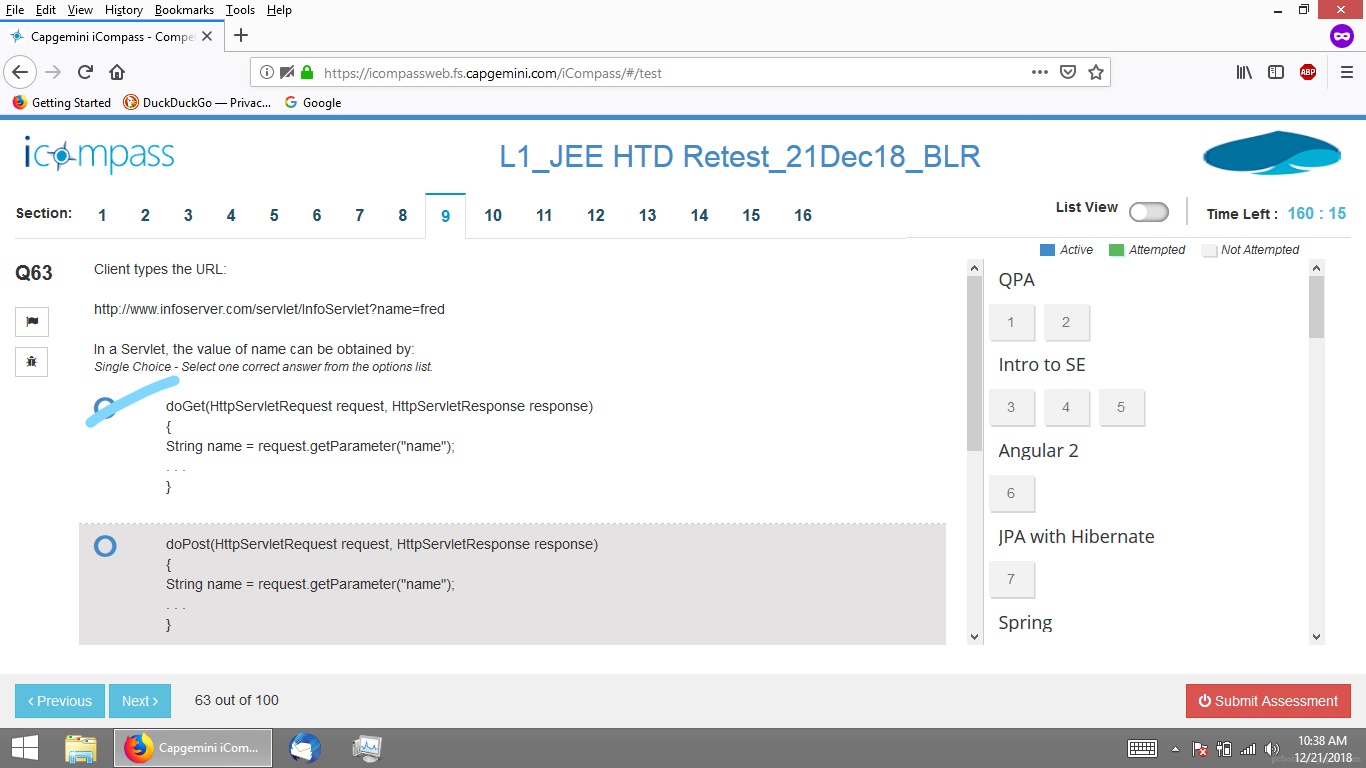 File Edit View History Bookmarks Tools Help
Capgemini iCompass - Compe
https://icompassweb.fs.capgemini.com/iCompass/#/test
ABP
Getting Started DuckDuckGo — Privac... Google
icompass
L1_JEE HTD Retest_21Dec18_BLR
Section: 1 2 3 4 5 6 7 8 9 10 11 12 13 14 15 16
List View
Time Left : 160 : 15
Active Attempted Not Attempted
Q63
Client types the URL:
http://www.infoserver.com/servlet/InfoServlet?name=fred
In a Servlet, the value of name can be obtained by:
Single Choice - Select one correct answer from the options list.
doGet(HttpServletRequest request, HttpServletResponse response)
{
String name = request.getParameter("name");
. . .
}
doPost(HttpServletRequest request, HttpServletResponse response)
{
String name = request.getParameter("name");
. . .
}
QPA
1 2
Intro to SE
3 4 5
Angular 2
6
JPA with Hibernate
7
Spring
Previous Next 63 out of 100
Submit Assessment
Capgemini iCom...
10:38 AM
12/21/2018